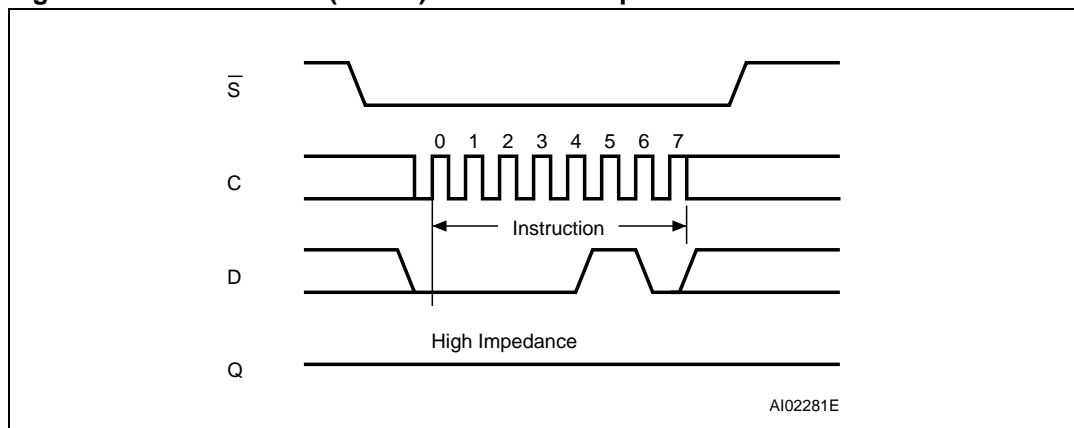 S̅
0 1 2 3 4 5 6 7
C
Instruction
D
High Impedance
Q
AI02281E